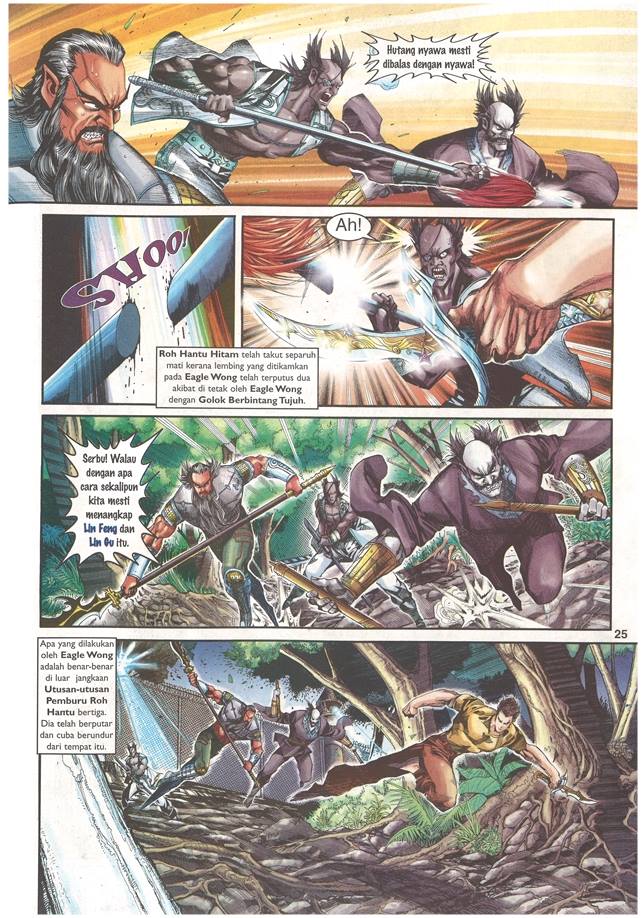 Hutang nyawa mesti
dibalas dengan nyawa!
SHOO!
Ah!
Roh Hantu Hitam telah takut separuh
mati kerana lembing yang ditikamkan
pada Eagle Wong telah terputus dua
akibat di tetak oleh Eagle Wong
dengan Golok Berbintang Tujuh.
Serbu! Walau
dengan apa
cara sekalipun
kita mesti
menangkap
Lin Feng dan
Lin Gu itu.
25
Apa yang dilakukan
oleh Eagle Wong
adalah benar-benar
di luar jangkaan
Utusan-utusan
Pemburu Roh
Hantu bertiga.
Dia telah berputar
dan cuba berundur
dari tempat itu.